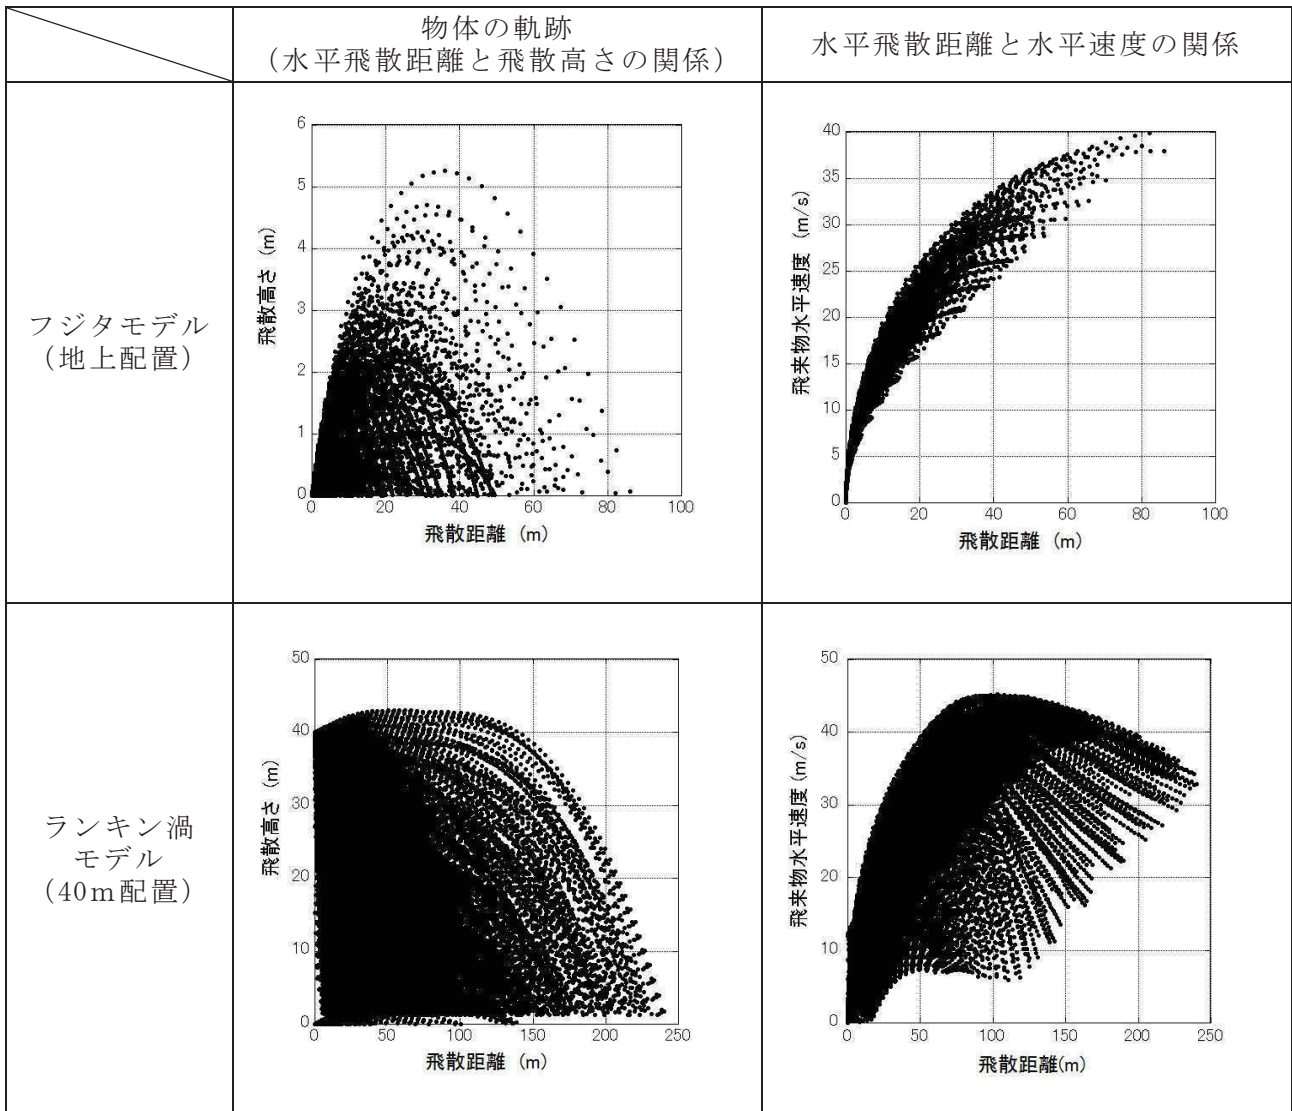 物体の軌跡
（水平飛散距離と飛散高さの関係）
水平飛散距離と水平速度の関係
フジタモデル
（地上配置）
6
5
4
3
2
1
0
飛散高さ (m)
0 20 40 60 80 100
飛散距離 (m)
40
35
30
25
20
15
10
5
0
飛来物水平速度 (m/s)
0 20 40 60 80 100
飛散距離 (m)
ランキン渦
モデル
（40m配置）
50
40
30
20
10
0
飛散高さ (m)
0 50 100 150 200 250
飛散距離 (m)
50
40
30
20
10
0
飛来物水平速度 (m/s)
0 50 100 150 200 250
飛散距離(m)